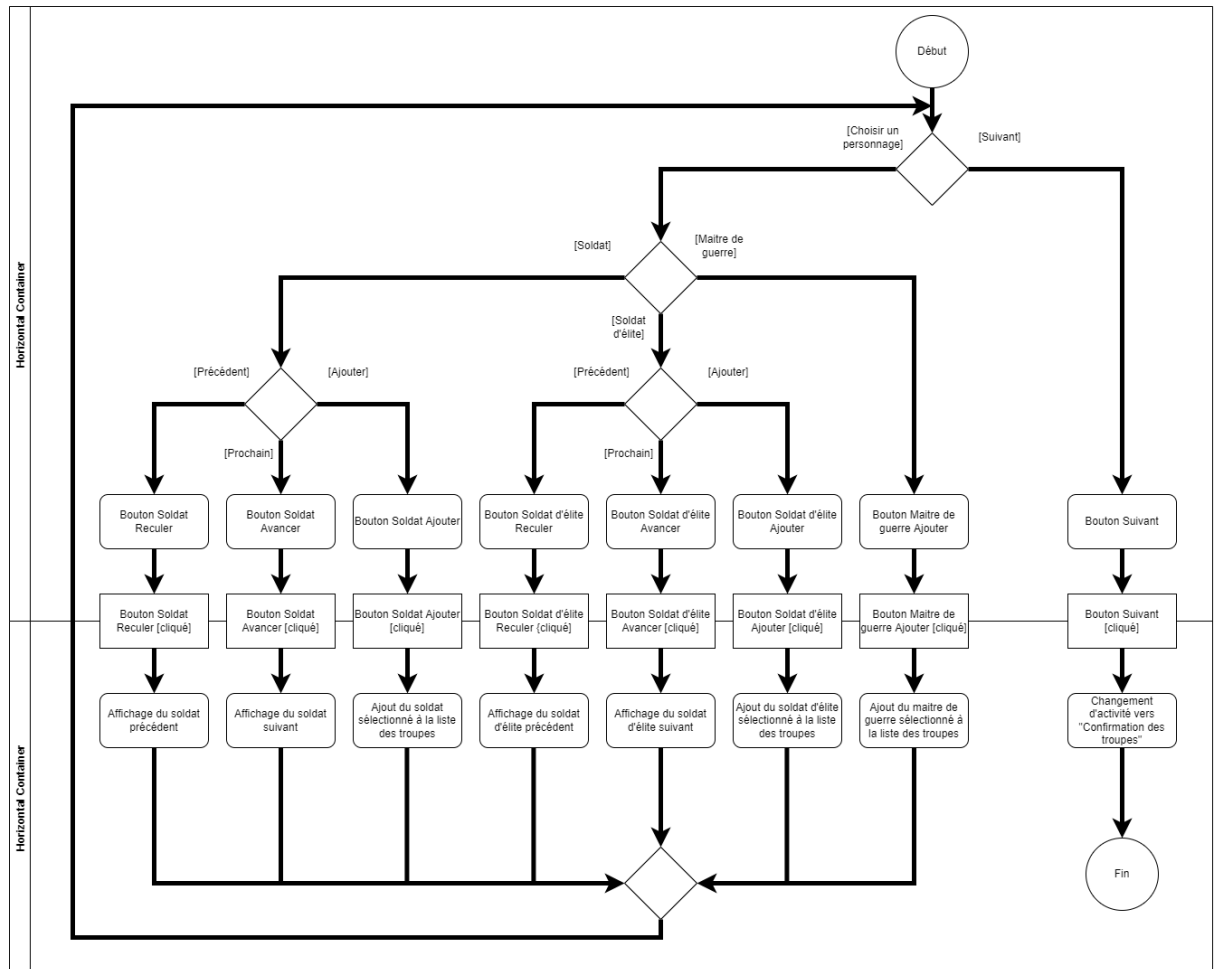 Début
[Choisir un
personnage]
[Suivant]
[Soldat]
[Maitre de
guerre]
[Soldat
d'élite]
[Précédent]
[Ajouter]
[Précédent]
[Ajouter]
[Prochain]
[Prochain]
Horizontal Container
Bouton Soldat
Reculer
Bouton Soldat
Avancer
Bouton Soldat Ajouter
Bouton Soldat d'élite
Reculer
Bouton Soldat d'élite
Avancer
Bouton Soldat d'élite
Ajouter
Bouton Maitre de
guerre Ajouter
Bouton Suivant
Bouton Soldat
Reculer [cliqué]
Bouton Soldat
Avancer [cliqué]
Bouton Soldat Ajouter
[cliqué]
Bouton Soldat d'élite
Reculer {cliqué]
Bouton Soldat d'élite
Avancer [cliqué]
Bouton Soldat d'élite
Ajouter [cliqué]
Bouton Maitre de
guerre Ajouter [cliqué]
Bouton Suivant
[cliqué]
Horizontal Container
Affichage du soldat
précédent
Affichage du soldat
suivant
Ajout du soldat
sélectionné à la liste
des troupes
Affichage du soldat
d'élite précédent
Affichage du soldat
d'élite suivant
Ajout du soldat d'élite
sélectionné à la liste
des troupes
Ajout du maitre de
guerre sélectionné à
la liste des troupes
Changement
d'activité vers
"Confirmation des
troupes"
Fin